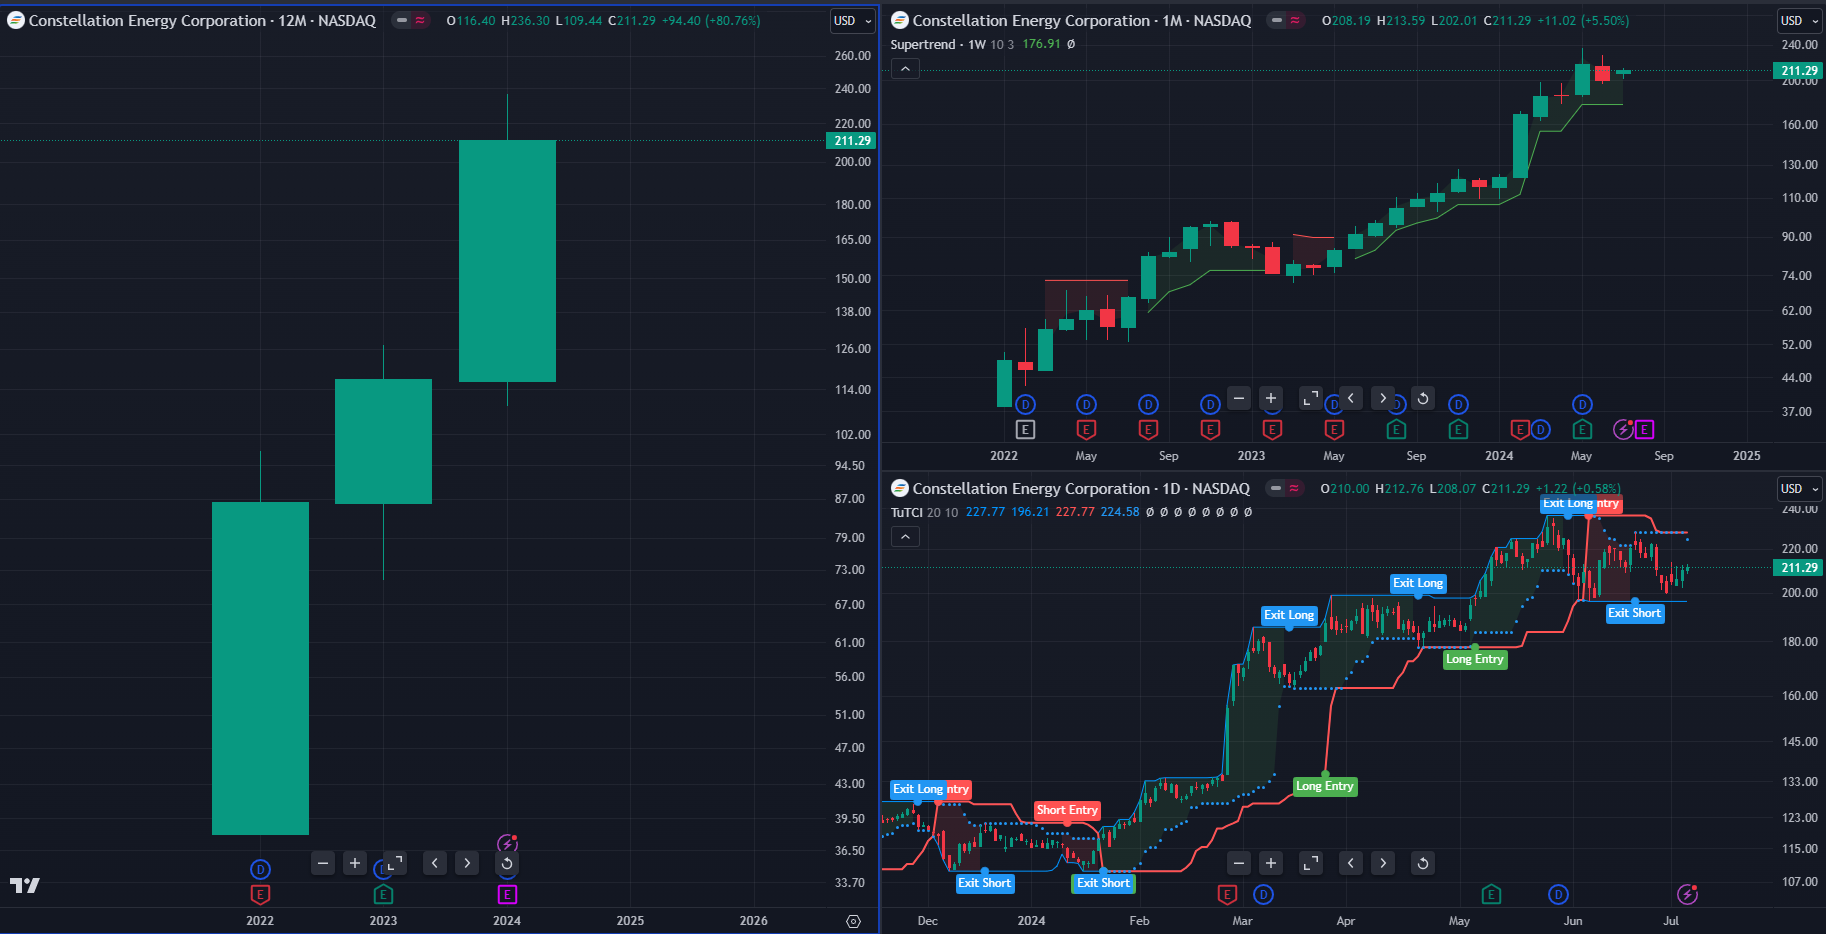 Constellation Energy Corporation · 12M · NASDAQ O116.40 H236.30 L109.44 C211.29 +94.40 (+80.76%)
USD
260.00
240.00
220.00
211.29
200.00
180.00
165.00
150.00
138.00
126.00
114.00
102.00
94.50
87.00
79.00
73.00
67.00
61.00
56.00
51.00
47.00
43.00
39.50
36.50
33.70
D D
E E E
2022 2023 2024 2025 2026
Constellation Energy Corporation · 1M · NASDAQ O208.19 H213.59 L202.01 C211.29 +11.02 (+5.50%)
USD
Supertrend · 1W 10 3 176.91 Ø
240.00
211.29
200.00
160.00
130.00
110.00
90.00
74.00
62.00
52.00
44.00
37.00
D D D D D D D D
E E E E E E E E E D E E
2022 May Sep 2023 May Sep 2024 May Sep 2025
Constellation Energy Corporation · 1D · NASDAQ O210.00 H212.76 L208.07 C211.29 +1.22 (+0.58%)
USD
TuTCI 20 10 227.77 196.21 227.77 224.58 Ø Ø Ø Ø Ø Ø Ø Ø
Exit Long ntry
240.00
220.00
211.29
200.00
180.00
160.00
145.00
133.00
123.00
115.00
107.00
Exit Long
Exit Long
Exit Short
Long Entry
Long Entry
Exit Long ntry
Short Entry
Exit Short
Exit Short
E D E D
Dec 2024 Feb Mar Apr May Jun Jul